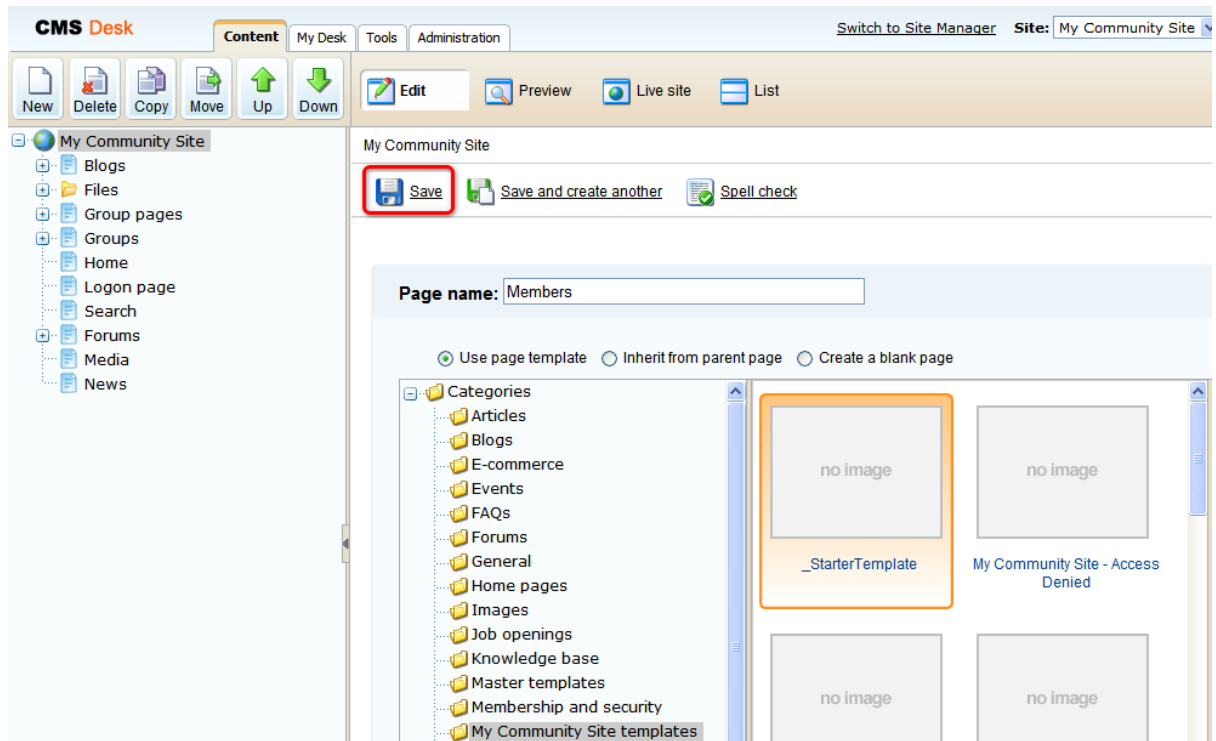 CMS Desk
Content
My Desk
Tools
Administration
Switch to Site Manager
Site: My Community Site
New
Delete
Copy
Move
Up
Down
Edit
Preview
Live site
List
My Community Site
Blogs
Files
Group pages
Groups
Home
Logon page
Search
Forums
Media
News
My Community Site
Save
Save and create another
Spell check
Page name: Members
Use page template
Inherit from parent page
Create a blank page
Categories
Articles
Blogs
E-commerce
Events
FAQs
Forums
General
Home pages
Images
Job openings
Knowledge base
Master templates
Membership and security
My Community Site templates
no image
no image
_StarterTemplate
My Community Site - Access
Denied
no image
no image